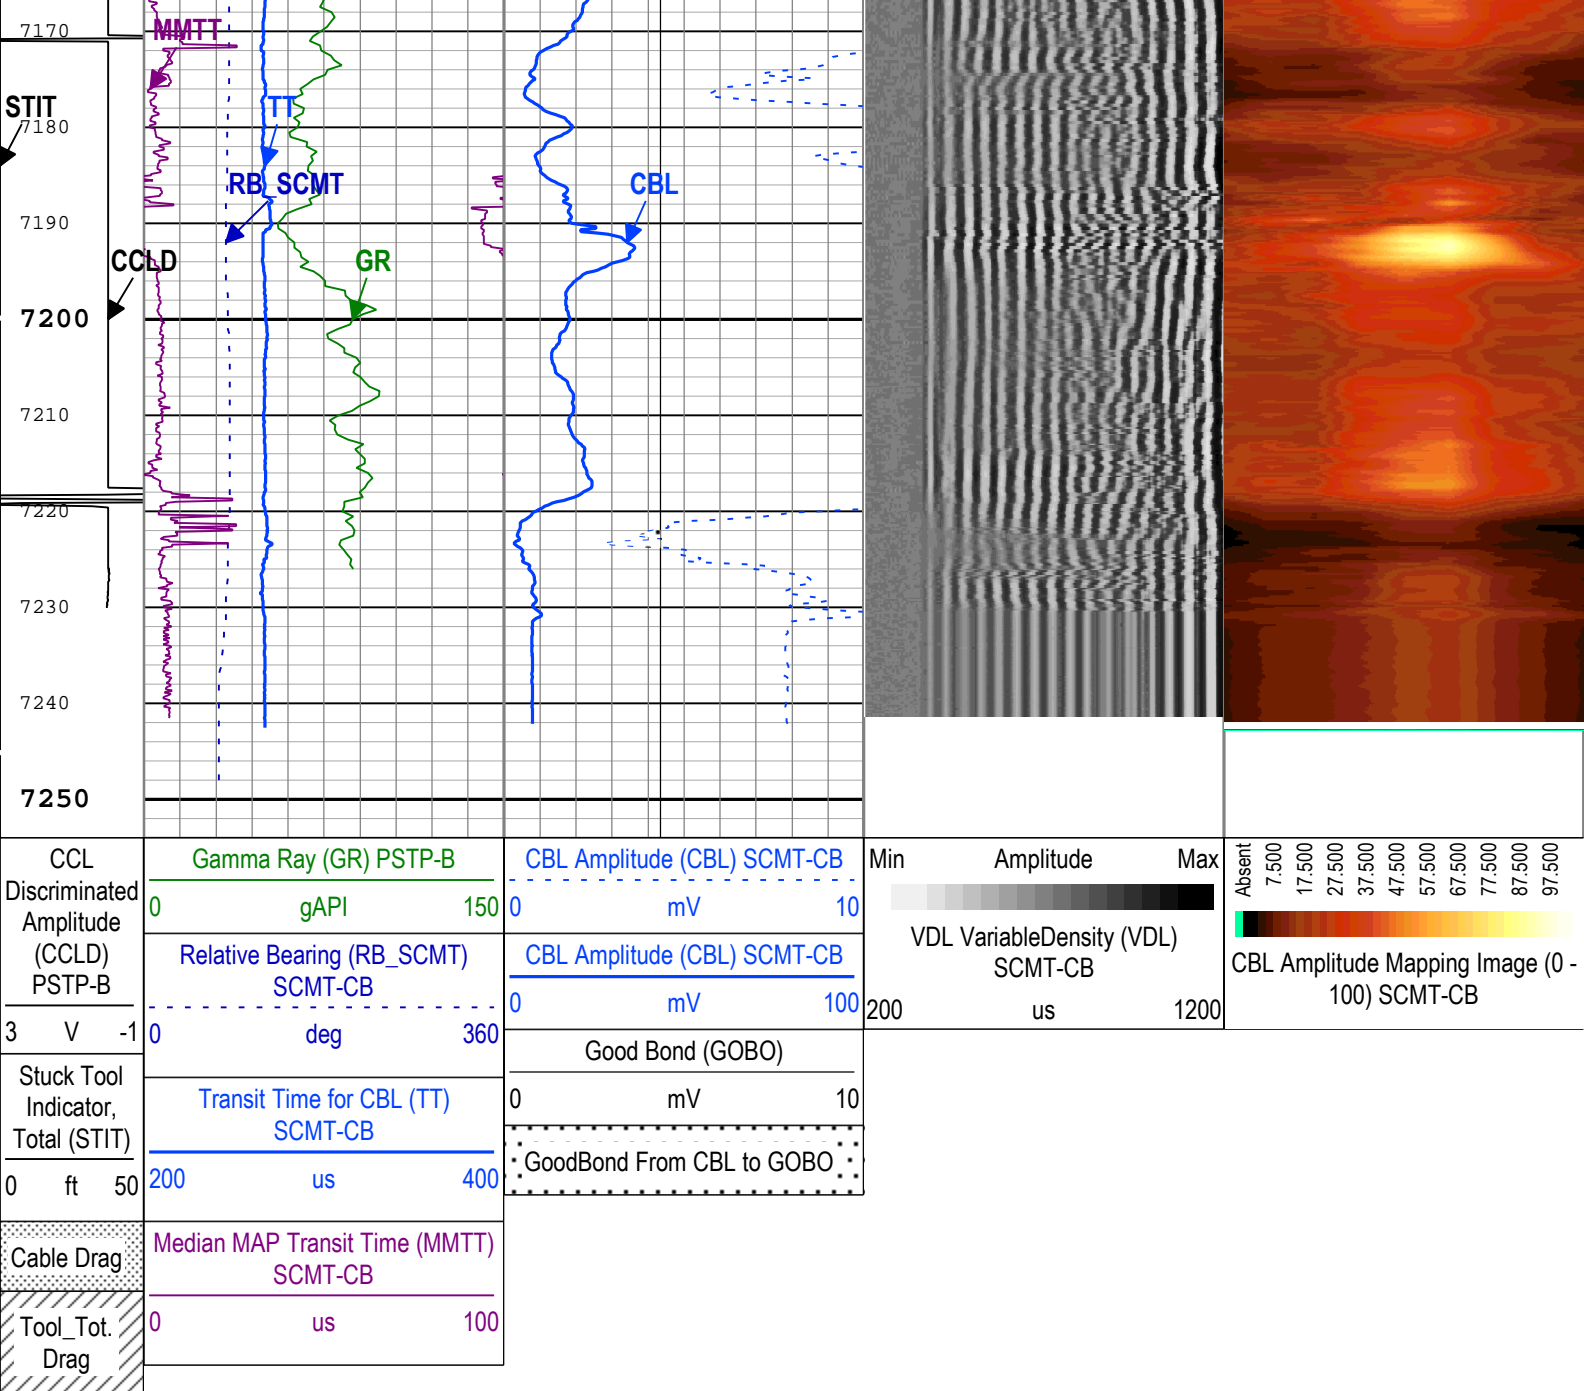 7170
MMTT
STIT
TT
7180
RB_SCMT
CBL
7190
CCLD
GR
7200
7210
7220
7230
7240
7250
CCL
Discriminated
Amplitude
(CCLD)
PSTP-B
3 V -1
Stuck Tool
Indicator,
Total (STIT)
0 ft 50
Cable Drag
Tool_Tot.
Drag
Gamma Ray (GR) PSTP-B
0 gAPI 150
Relative Bearing (RB_SCMT)
SCMT-CB
0 deg 360
Transit Time for CBL (TT)
SCMT-CB
200 us 400
Median MAP Transit Time (MMTT)
SCMT-CB
0 us 100
CBL Amplitude (CBL) SCMT-CB
0 mV 10
CBL Amplitude (CBL) SCMT-CB
0 mV 100
Good Bond (GOBO)
0 mV 10
GoodBond From CBL to GOBO
Min Amplitude Max
VDL VariableDensity (VDL)
SCMT-CB
200 us 1200
Absent
7.500
17.500
27.500
37.500
47.500
57.500
67.500
77.500
87.500
97.500
CBL Amplitude Mapping Image (0 -
100) SCMT-CB